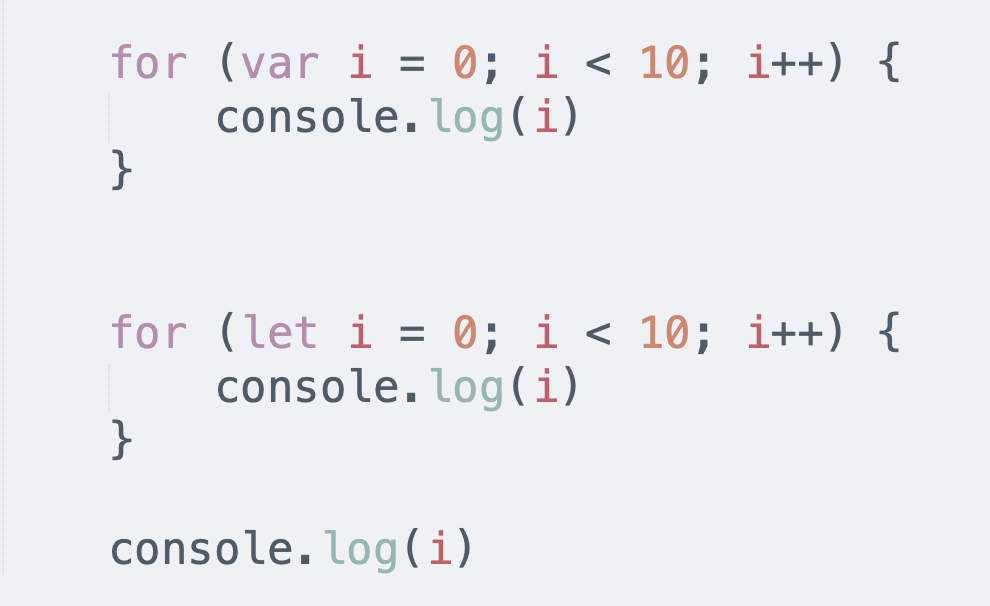 for (var i = 0; i < 10; i++) {
    console.log(i)
}
for (let i = 0; i < 10; i++) {
    console.log(i)
}
console.log(i)